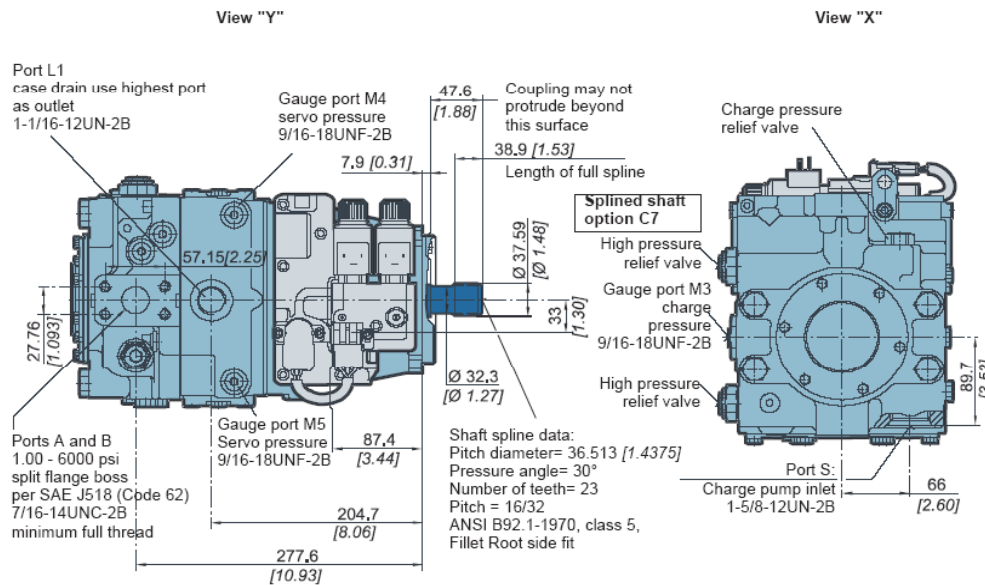 View "Y"
View "X"
Port L1
case drain use highest port
as outlet
1-1/16-12UN-2B
Gauge port M4
servo pressure
9/16-18UNF-2B
47.6
[1.88]
Coupling may not
protrude beyond
this surface
7.9 [0.31]
38.9 [1.53]
Length of full spline
Splined shaft
option C7
Charge pressure
relief valve
High pressure
relief valve
Gauge port M3
charge
pressure
9/16-18UNF-2B
High pressure
relief valve
57.15[2.25]
Ø 37.59
[Ø 1.48]
27.76
[1.093]
33
[1.30]
Ø 32.3
[Ø 1.27]
89.7
Ports A and B
1.00 - 6000 psi
split flange boss
per SAE J518 (Code 62)
7/16-14UNC-2B
minimum full thread
Gauge port M5
Servo pressure
9/16-18UNF-2B
87.4
[3.44]
Shaft spline data:
Pitch diameter= 36.513 [1.4375]
Pressure angle= 30°
Number of teeth= 23
Pitch = 16/32
ANSI B92.1-1970, class 5,
Fillet Root side fit
Port S:
Charge pump inlet
1-5/8-12UN-2B
66
[2.60]
204.7
[8.06]
277.6
[10.93]